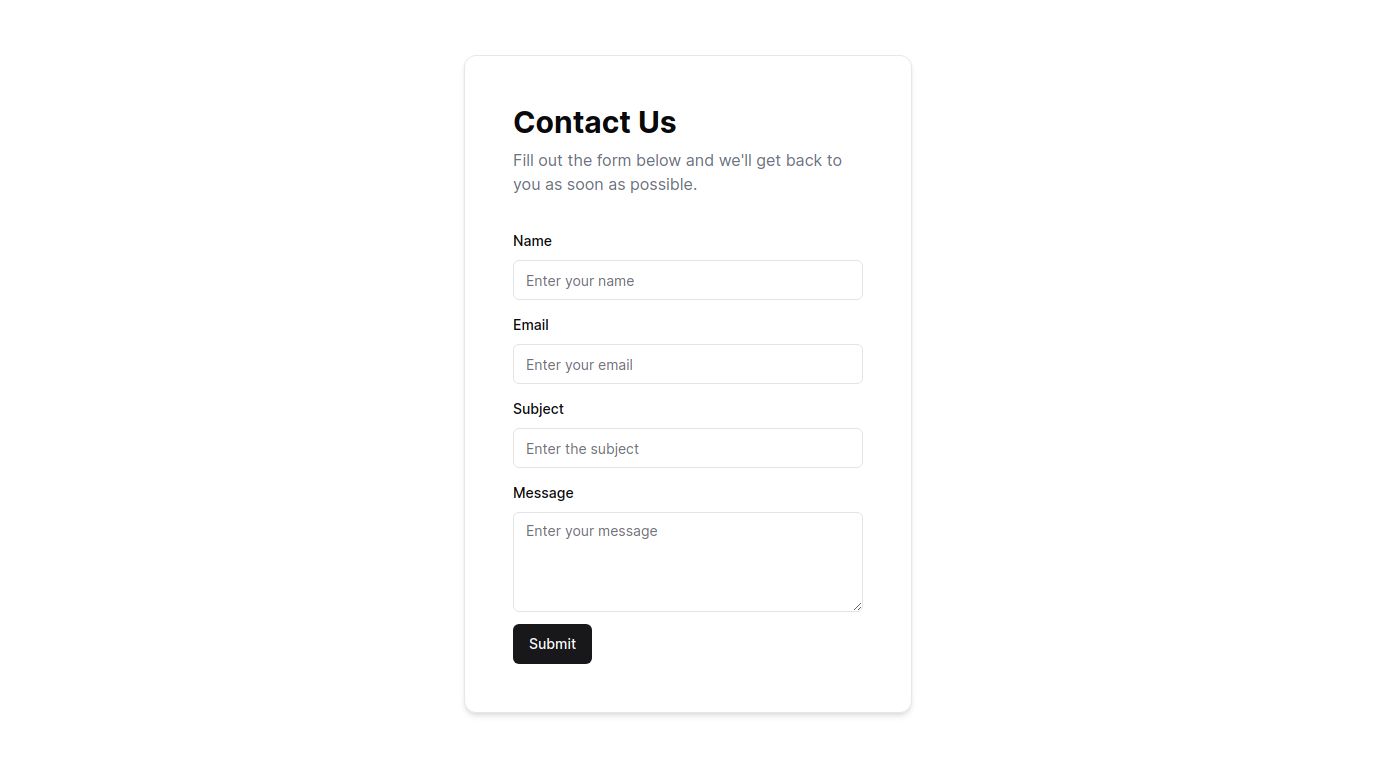 Contact Us
Fill out the form below and we'll get back to
you as soon as possible.
Name
Enter your name
Email
Enter your email
Subject
Enter the subject
Message
Enter your message
Submit